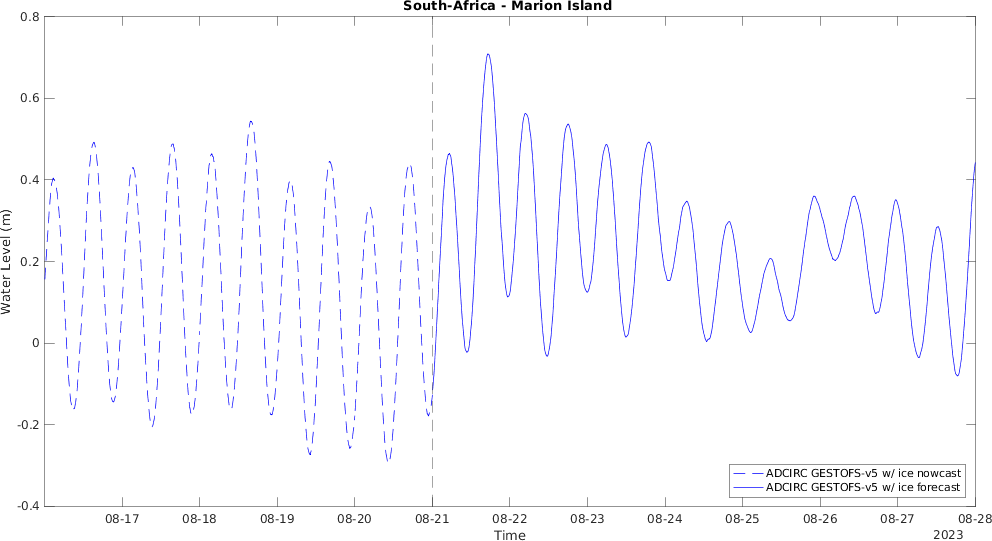 South-Africa - Marion Island
0.8
0.6
0.4
0.2
0
-0.2
-0.4
Water Level (m)
ADCIRC GESTOFS-v5 w/ ice nowcast
ADCIRC GESTOFS-v5 w/ ice forecast
08-17 08-18 08-19 08-20 08-21 08-22 08-23 08-24 08-25 08-26 08-27 08-28
Time
2023